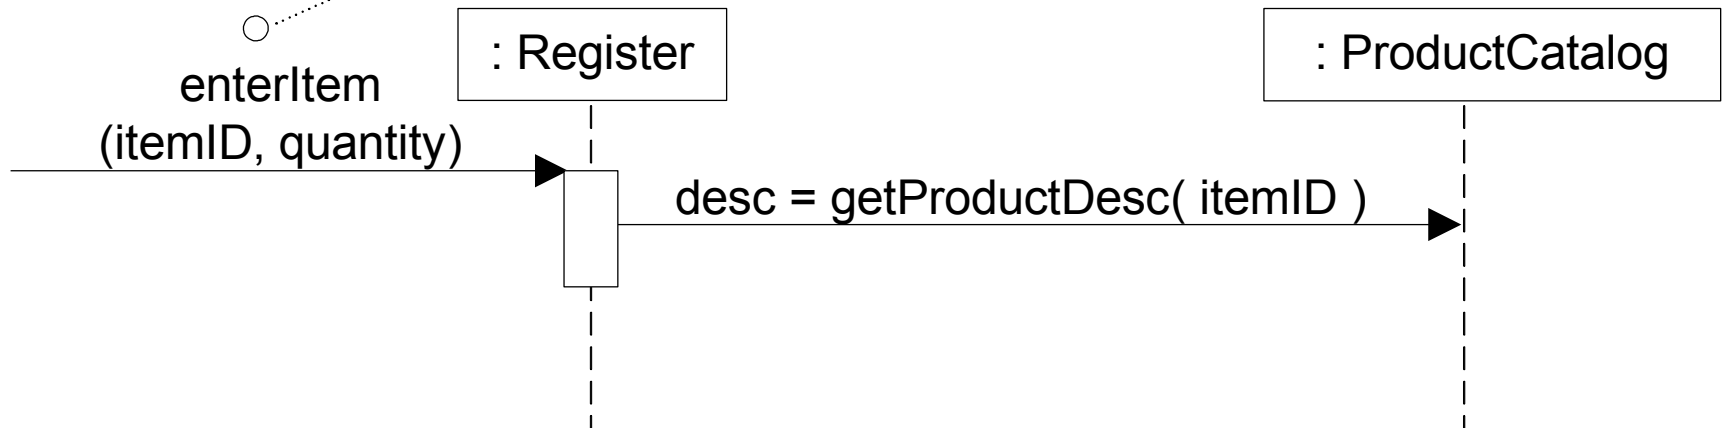 : Register
: ProductCatalog
enterItem
(itemID, quantity)
desc = getProductDesc( itemID )